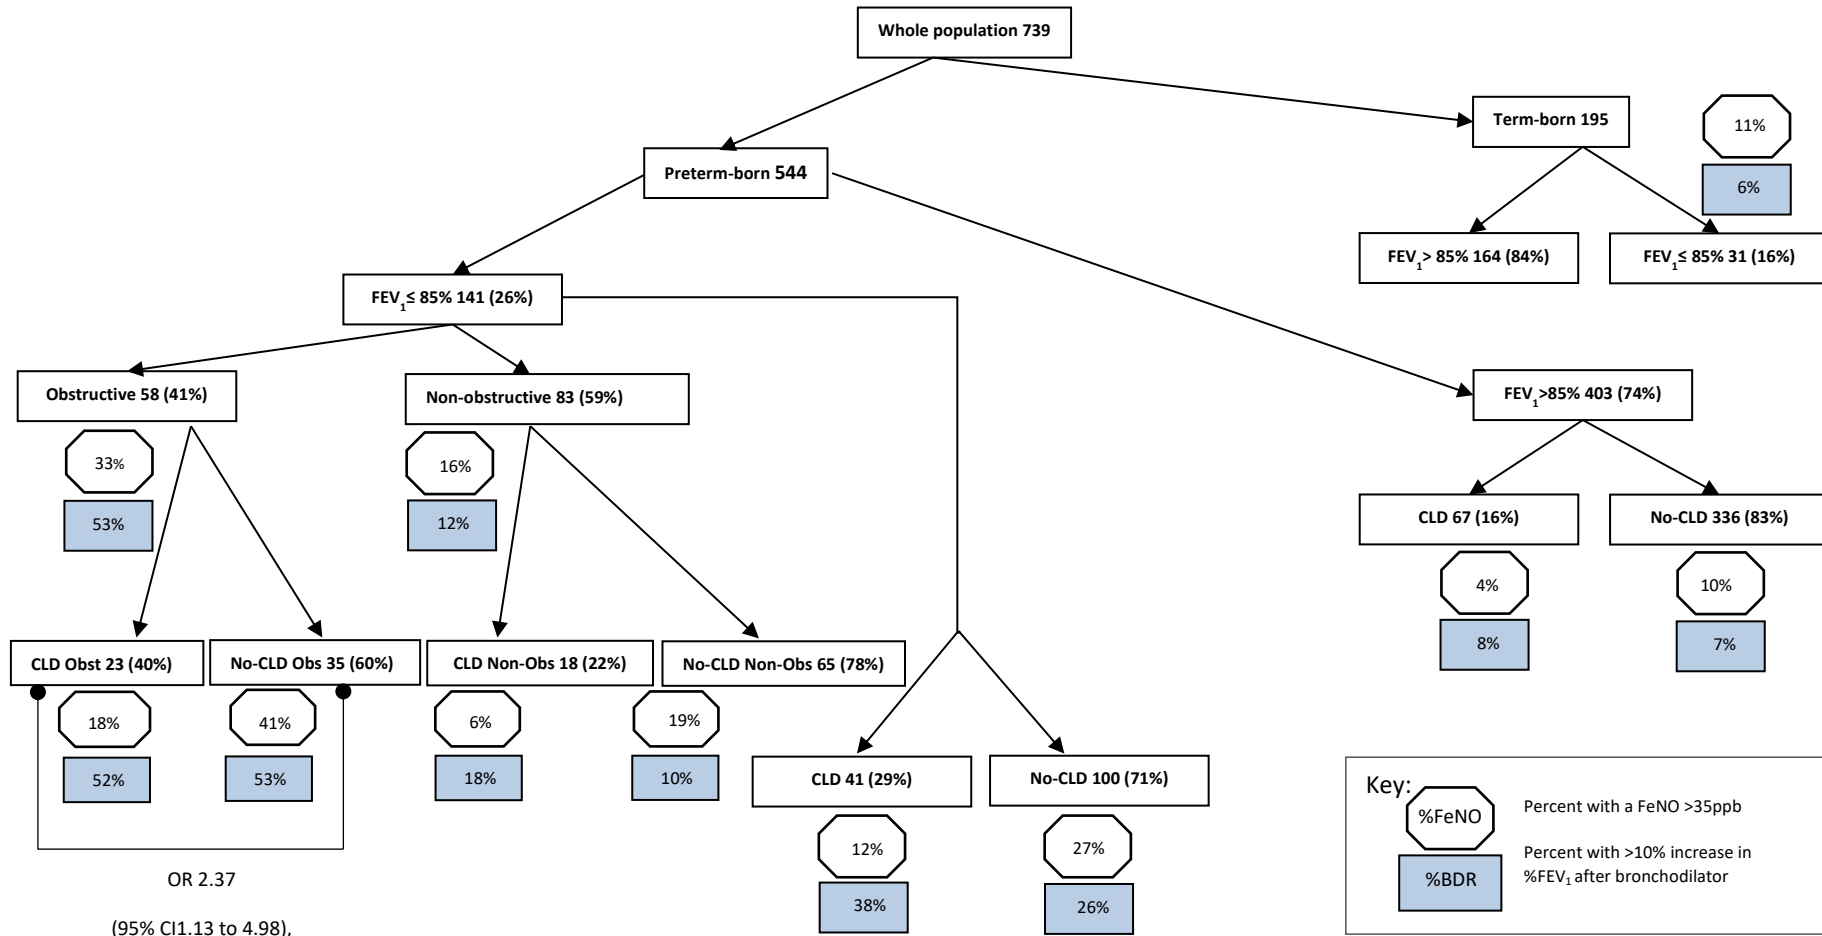 Whole population 739
Term-born 195
11%
6%
Preterm-born 544
FEV1> 85% 164 (84%)
FEV1≤ 85% 31 (16%)
FEV1≤ 85% 141 (26%)
Obstructive 58 (41%)
Non-obstructive 83 (59%)
FEV1>85% 403 (74%)
33%
53%
16%
12%
CLD 67 (16%)
No-CLD 336 (83%)
4%
8%
10%
7%
CLD Obst 23 (40%)
No-CLD Obs 35 (60%)
CLD Non-Obs 18 (22%)
No-CLD Non-Obs 65 (78%)
18%
52%
41%
53%
6%
18%
19%
10%
CLD 41 (29%)
No-CLD 100 (71%)
12%
38%
27%
26%
OR 2.37
(95% CI1.13 to 4.98),
Key:
%FeNO
Percent with a FeNO >35ppb
%BDR
Percent with >10% increase in
%FEV1 after bronchodilator